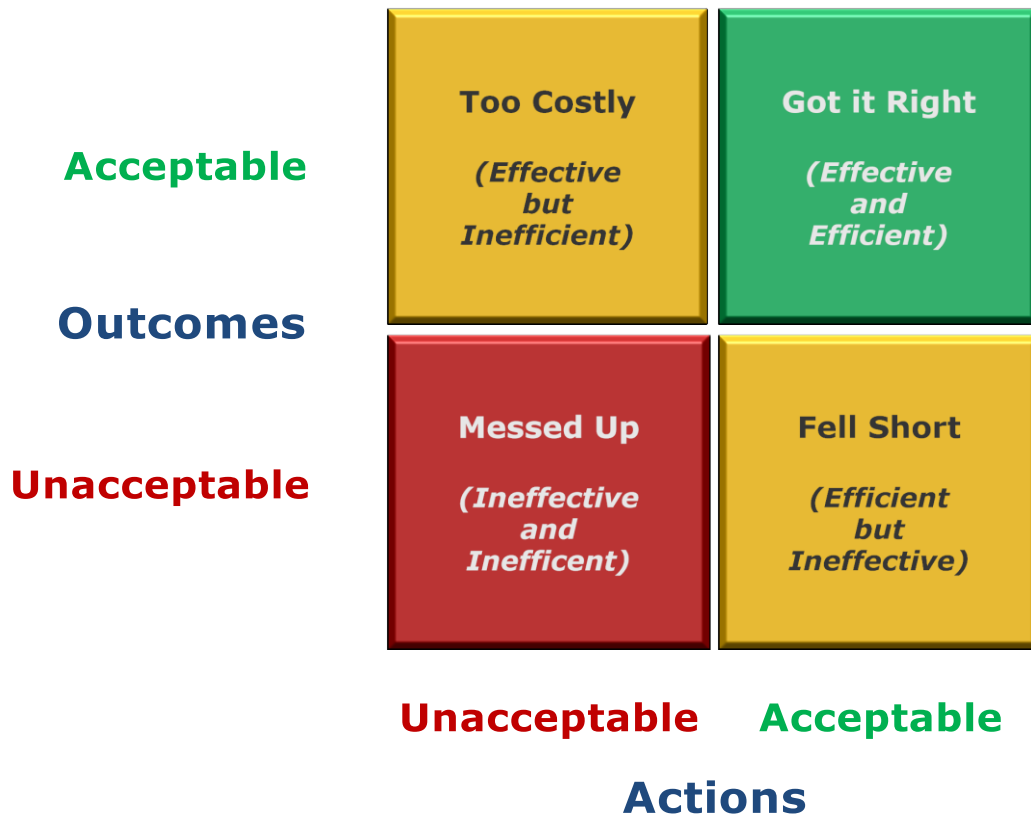 Too Costly
(Effective
but
Inefficient)
Got it Right
(Effective
and
Efficient)
Acceptable
Outcomes
Unacceptable
Messed Up
(Ineffective
and
Inefficent)
Fell Short
(Efficient
but
Ineffective)
Unacceptable
Acceptable
Actions